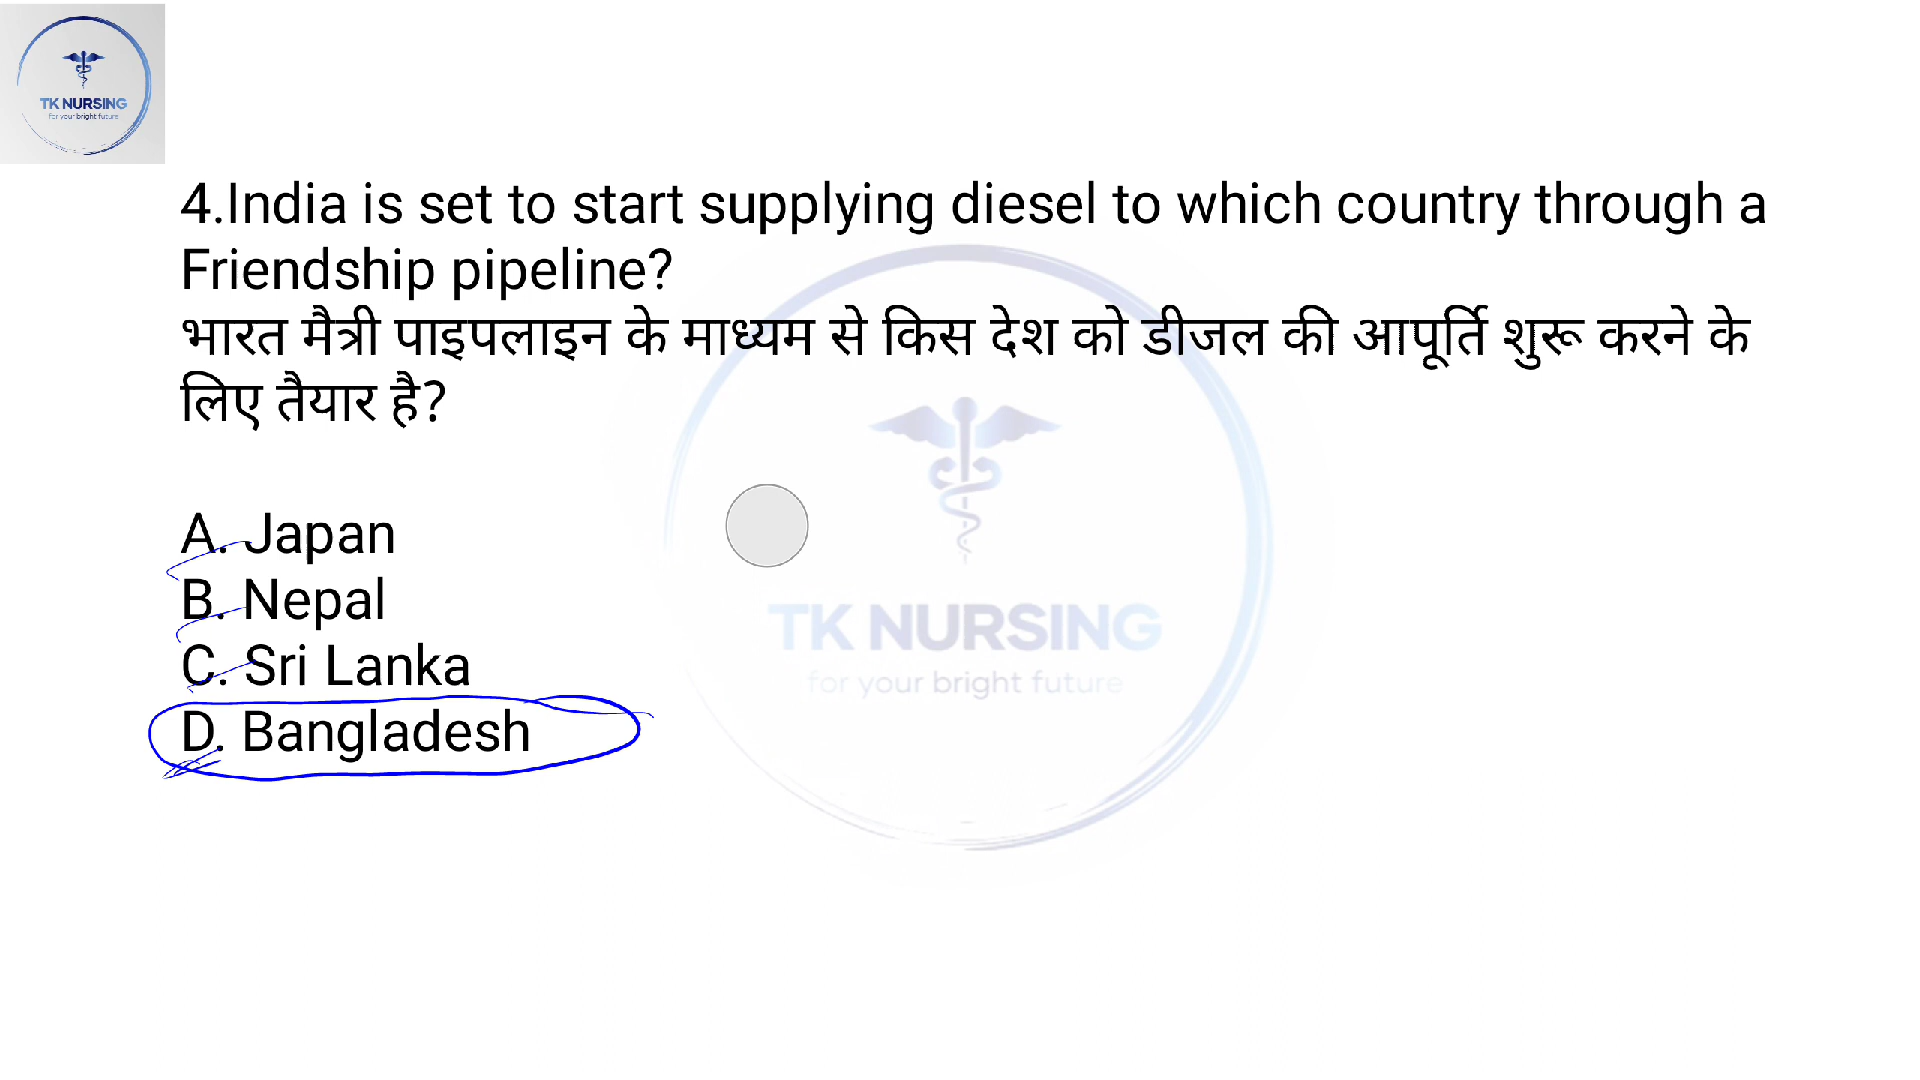 TK NURSING
for your bright future
4.India is set to start supplying diesel to which country through a
Friendship pipeline?
भारत मैत्री पाइपलाइन के माध्यम से किस देश को डीजल की आपूर्ति शुरू करने के
लिए तैयार है?
A. Japan
B. Nepal
C. Sri Lanka
D. Bangladesh
TK NURSING
for your bright future